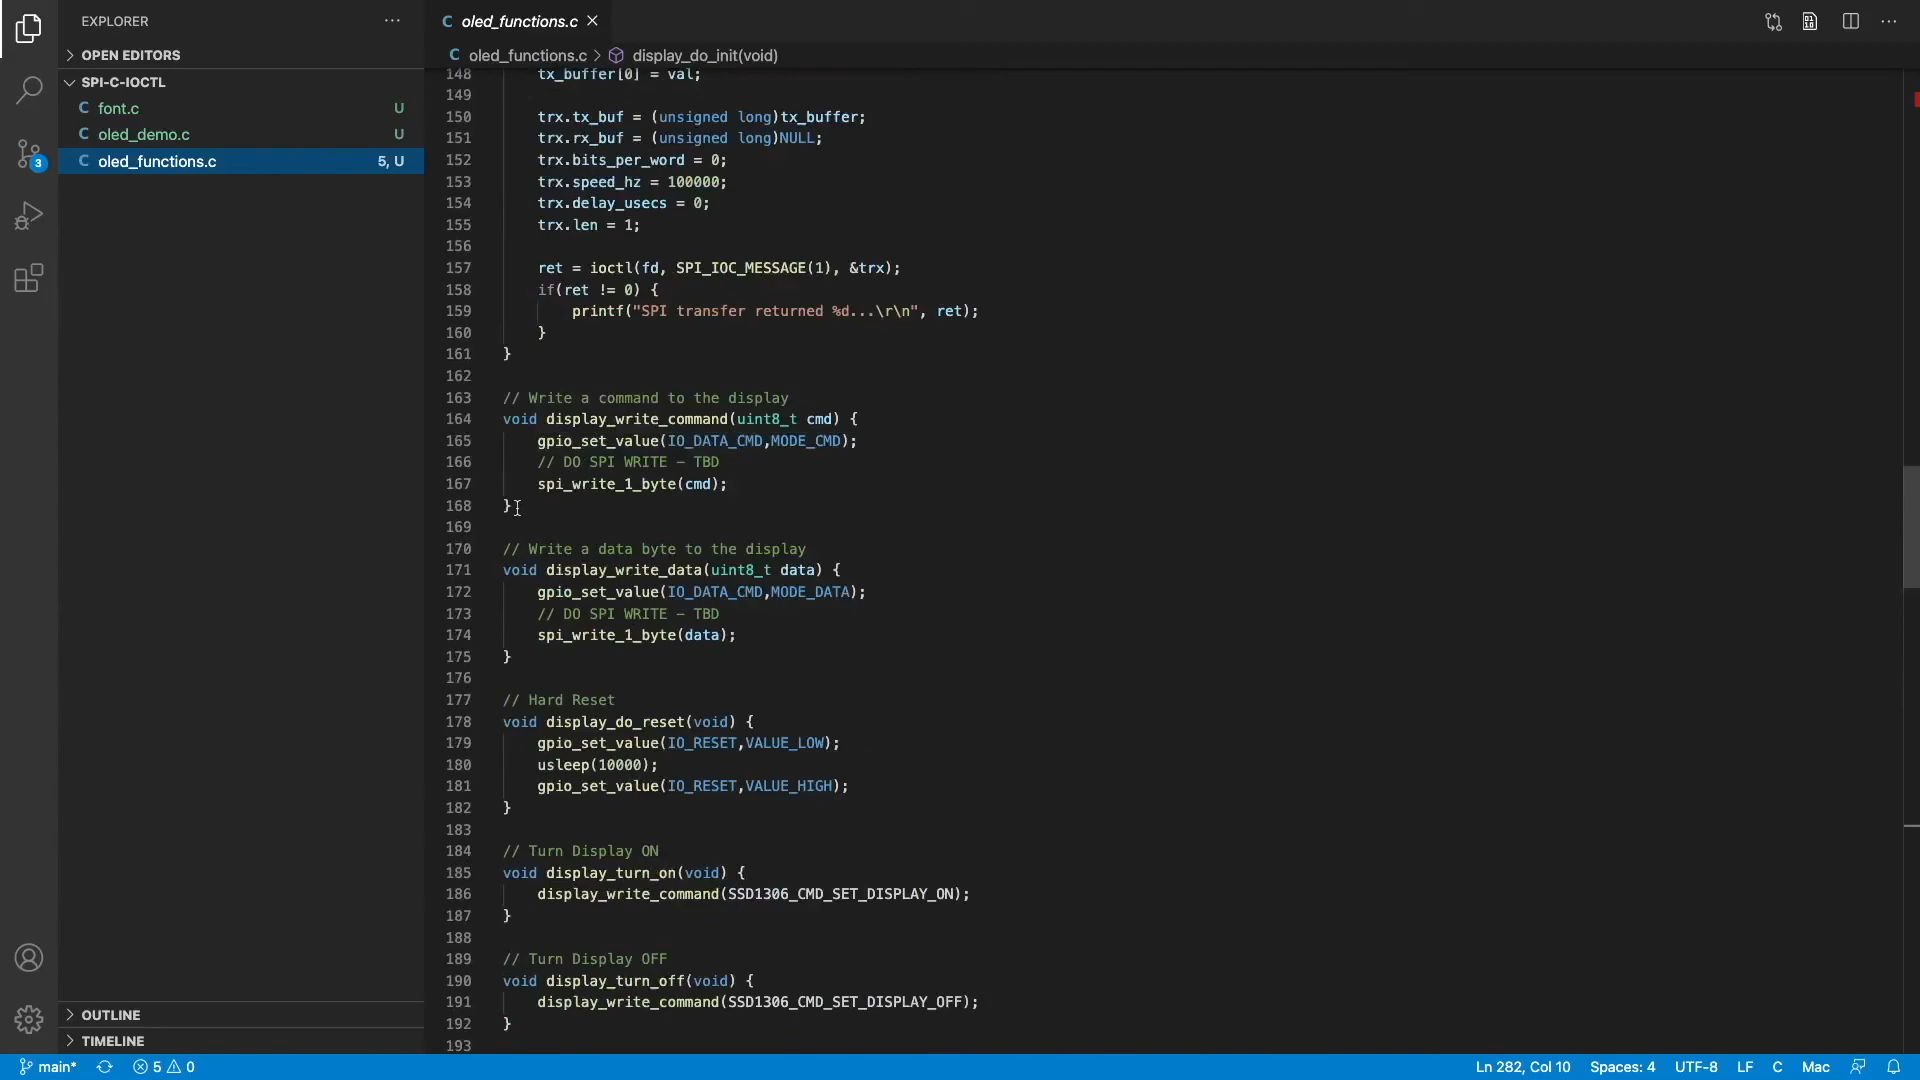 EXPLORER
OPEN EDITORS
SPI-C-IOCTL
C font.c U
C oled_demo.c U
C oled_functions.c 5, U
3
OUTLINE
TIMELINE
C oled_functions.c
C oled_functions.c > display_do_init(void)
148 tx_buffer[0] = val;
149
150 trx.tx_buf = (unsigned long)tx_buffer;
151 trx.rx_buf = (unsigned long)NULL;
152 trx.bits_per_word = 0;
153 trx.speed_hz = 100000;
154 trx.delay_usecs = 0;
155 trx.len = 1;
156
157 ret = ioctl(fd, SPI_IOC_MESSAGE(1), &trx);
158 if(ret != 0) {
159 printf("SPI transfer returned %d...\r\n", ret);
160 }
161 }
162
163 // Write a command to the display
164 void display_write_command(uint8_t cmd) {
165 gpio_set_value(IO_DATA_CMD,MODE_CMD);
166 // DO SPI WRITE – TBD
167 spi_write_1_byte(cmd);
168 }
169
170 // Write a data byte to the display
171 void display_write_data(uint8_t data) {
172 gpio_set_value(IO_DATA_CMD,MODE_DATA);
173 // DO SPI WRITE – TBD
174 spi_write_1_byte(data);
175 }
176
177 // Hard Reset
178 void display_do_reset(void) {
179 gpio_set_value(IO_RESET,VALUE_LOW);
180 usleep(10000);
181 gpio_set_value(IO_RESET,VALUE_HIGH);
182 }
183
184 // Turn Display ON
185 void display_turn_on(void) {
186 display_write_command(SSD1306_CMD_SET_DISPLAY_ON);
187 }
188
189 // Turn Display OFF
190 void display_turn_off(void) {
191 display_write_command(SSD1306_CMD_SET_DISPLAY_OFF);
192 }
193
main* 5 0 Ln 282, Col 10 Spaces: 4 UTF-8 LF C Mac